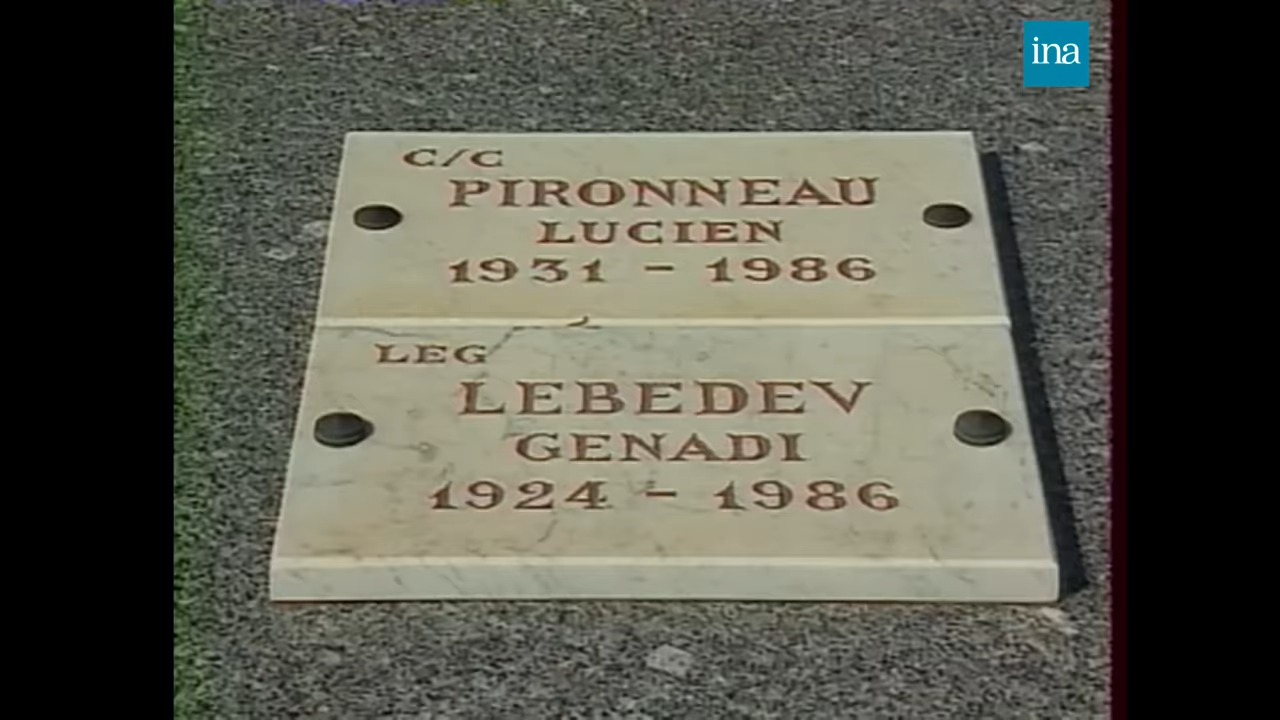 ina
C/C
PIRONNEAU
LUCIEN
1931 - 1986
LEG
LEBEDEV
GENADI
1924 - 1986